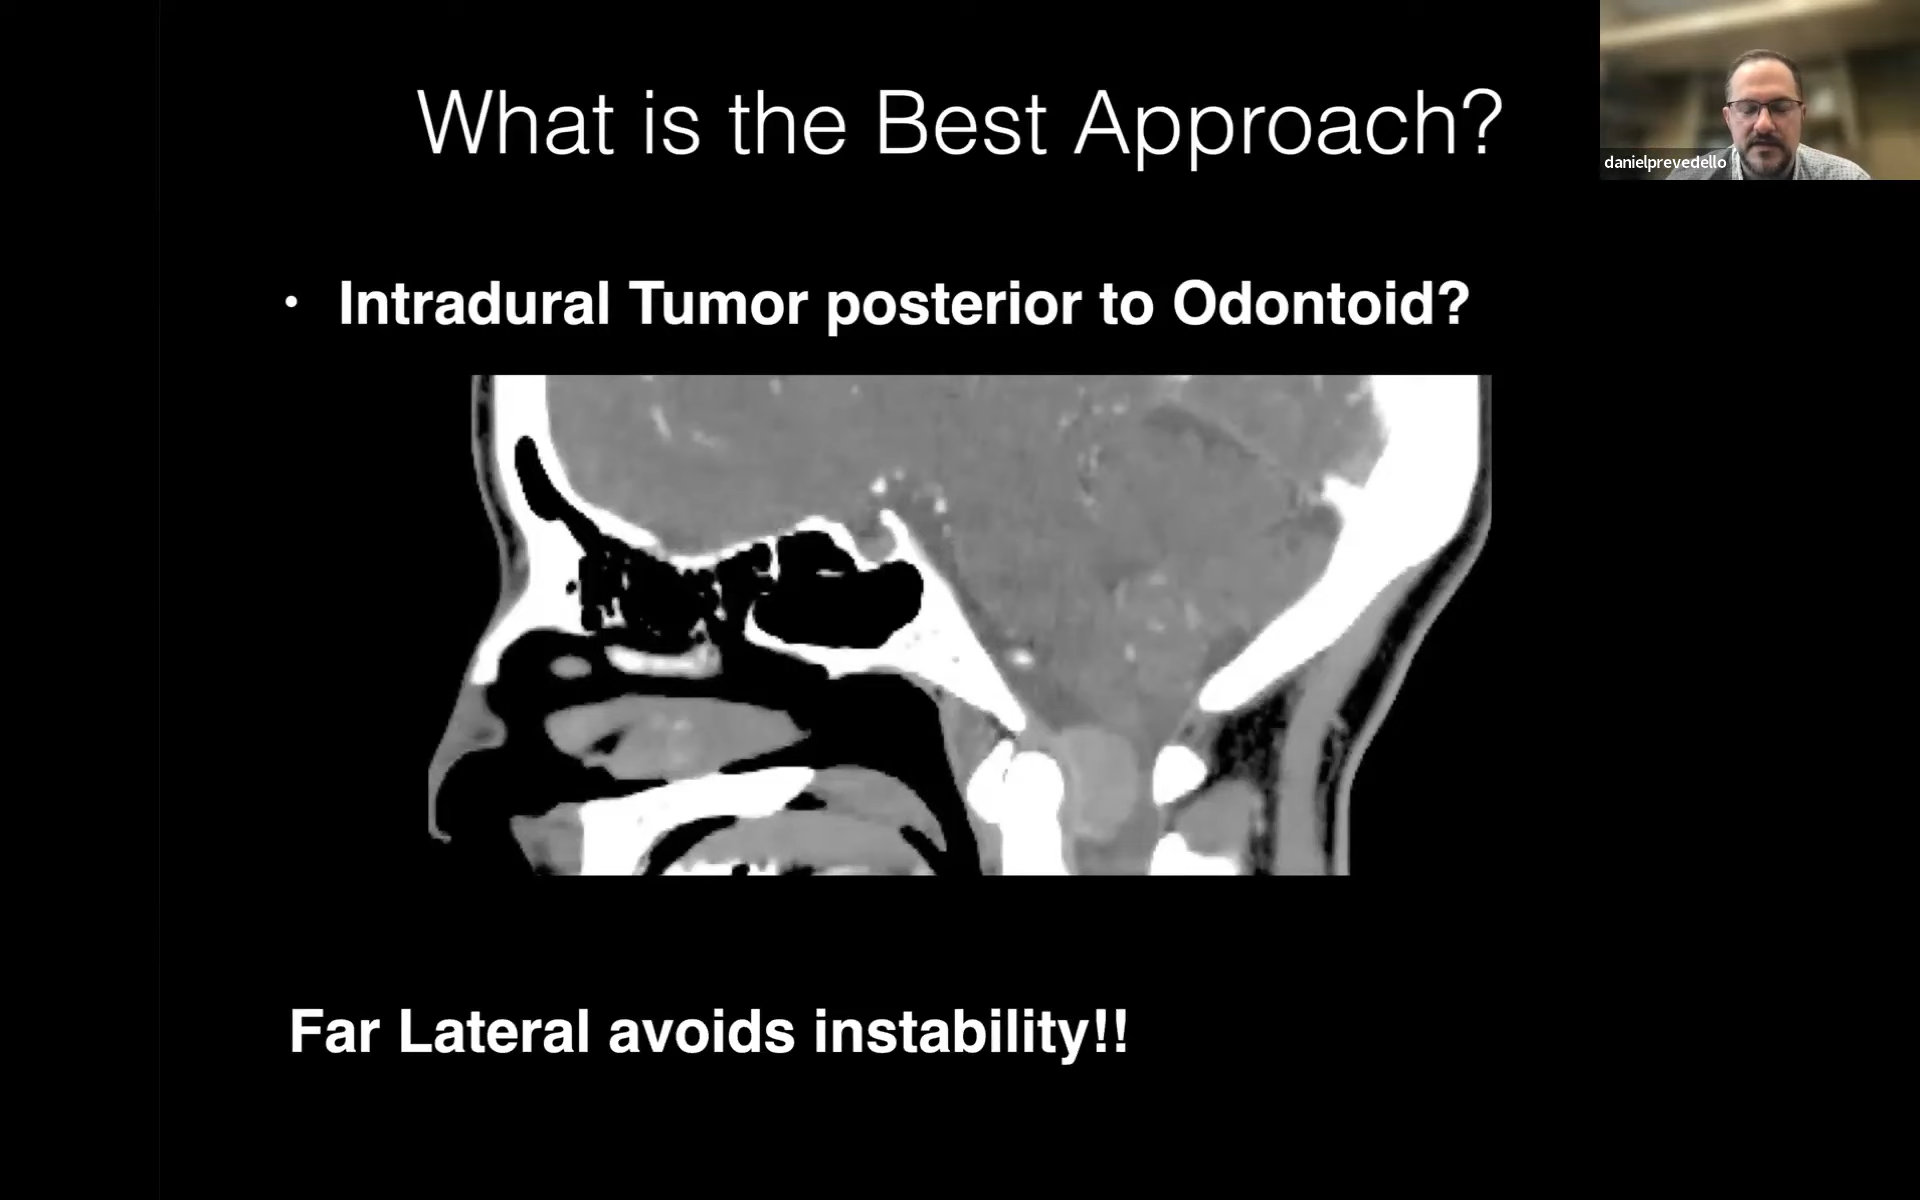 What is the Best Approach?
danielprevedello
• Intradural Tumor posterior to Odontoid?
Far Lateral avoids instability!!